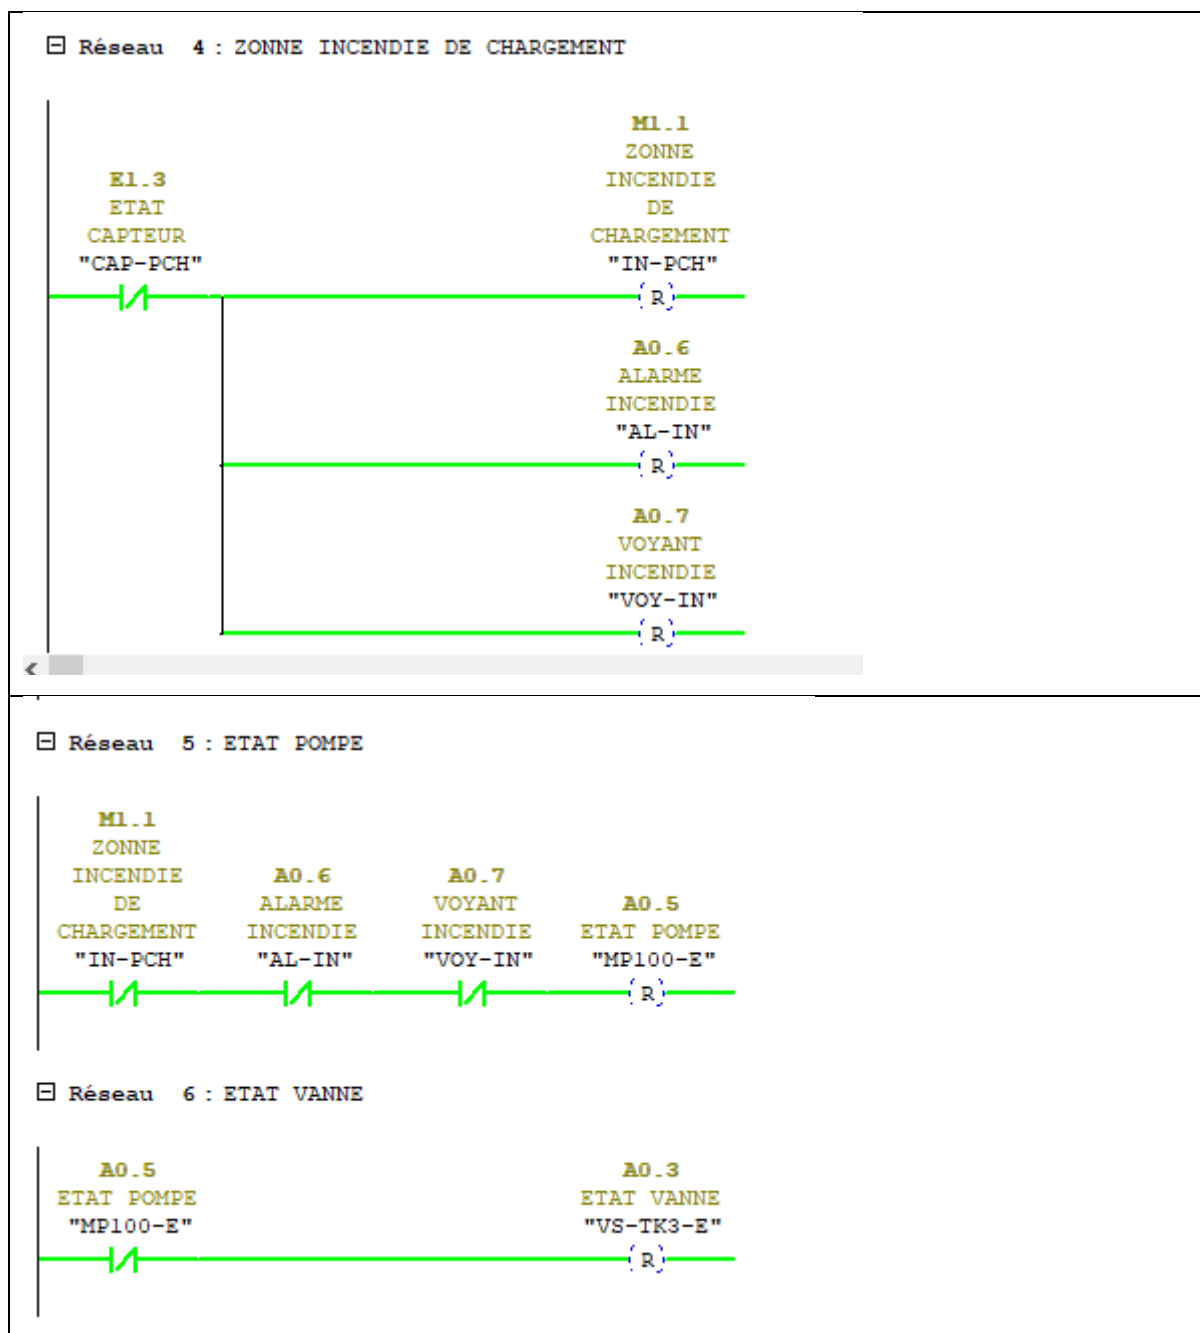 Réseau 4 : ZONNE INCENDIE DE CHARGEMENT
M1.1
ZONNE
INCENDIE
DE
CHARGEMENT
"IN-PCH"
E1.3
ETAT
CAPTEUR
"CAP-PCH"
R
A0.6
ALARME
INCENDIE
"AL-IN"
R
A0.7
VOYANT
INCENDIE
"VOY-IN"
R
Réseau 5 : ETAT POMPE
M1.1
ZONNE
INCENDIE
DE
CHARGEMENT
"IN-PCH"
A0.6
ALARME
INCENDIE
"AL-IN"
A0.7
VOYANT
INCENDIE
"VOY-IN"
A0.5
ETAT POMPE
"MP100-E"
R
Réseau 6 : ETAT VANNE
A0.5
ETAT POMPE
"MP100-E"
A0.3
ETAT VANNE
"VS-TK3-E"
R